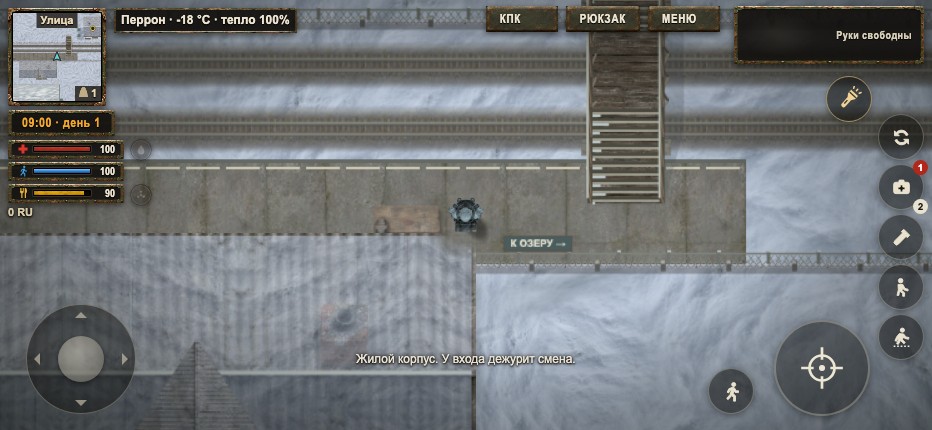 Улица
Перрон · -18 °C · тепло 100%
КПК
РЮКЗАК
МЕНЮ
Руки свободны
1
09:00 · день 1
100
100
90
0 RU
1
2
К ОЗЕРУ →
Жилой корпус. У входа дежурит смена.